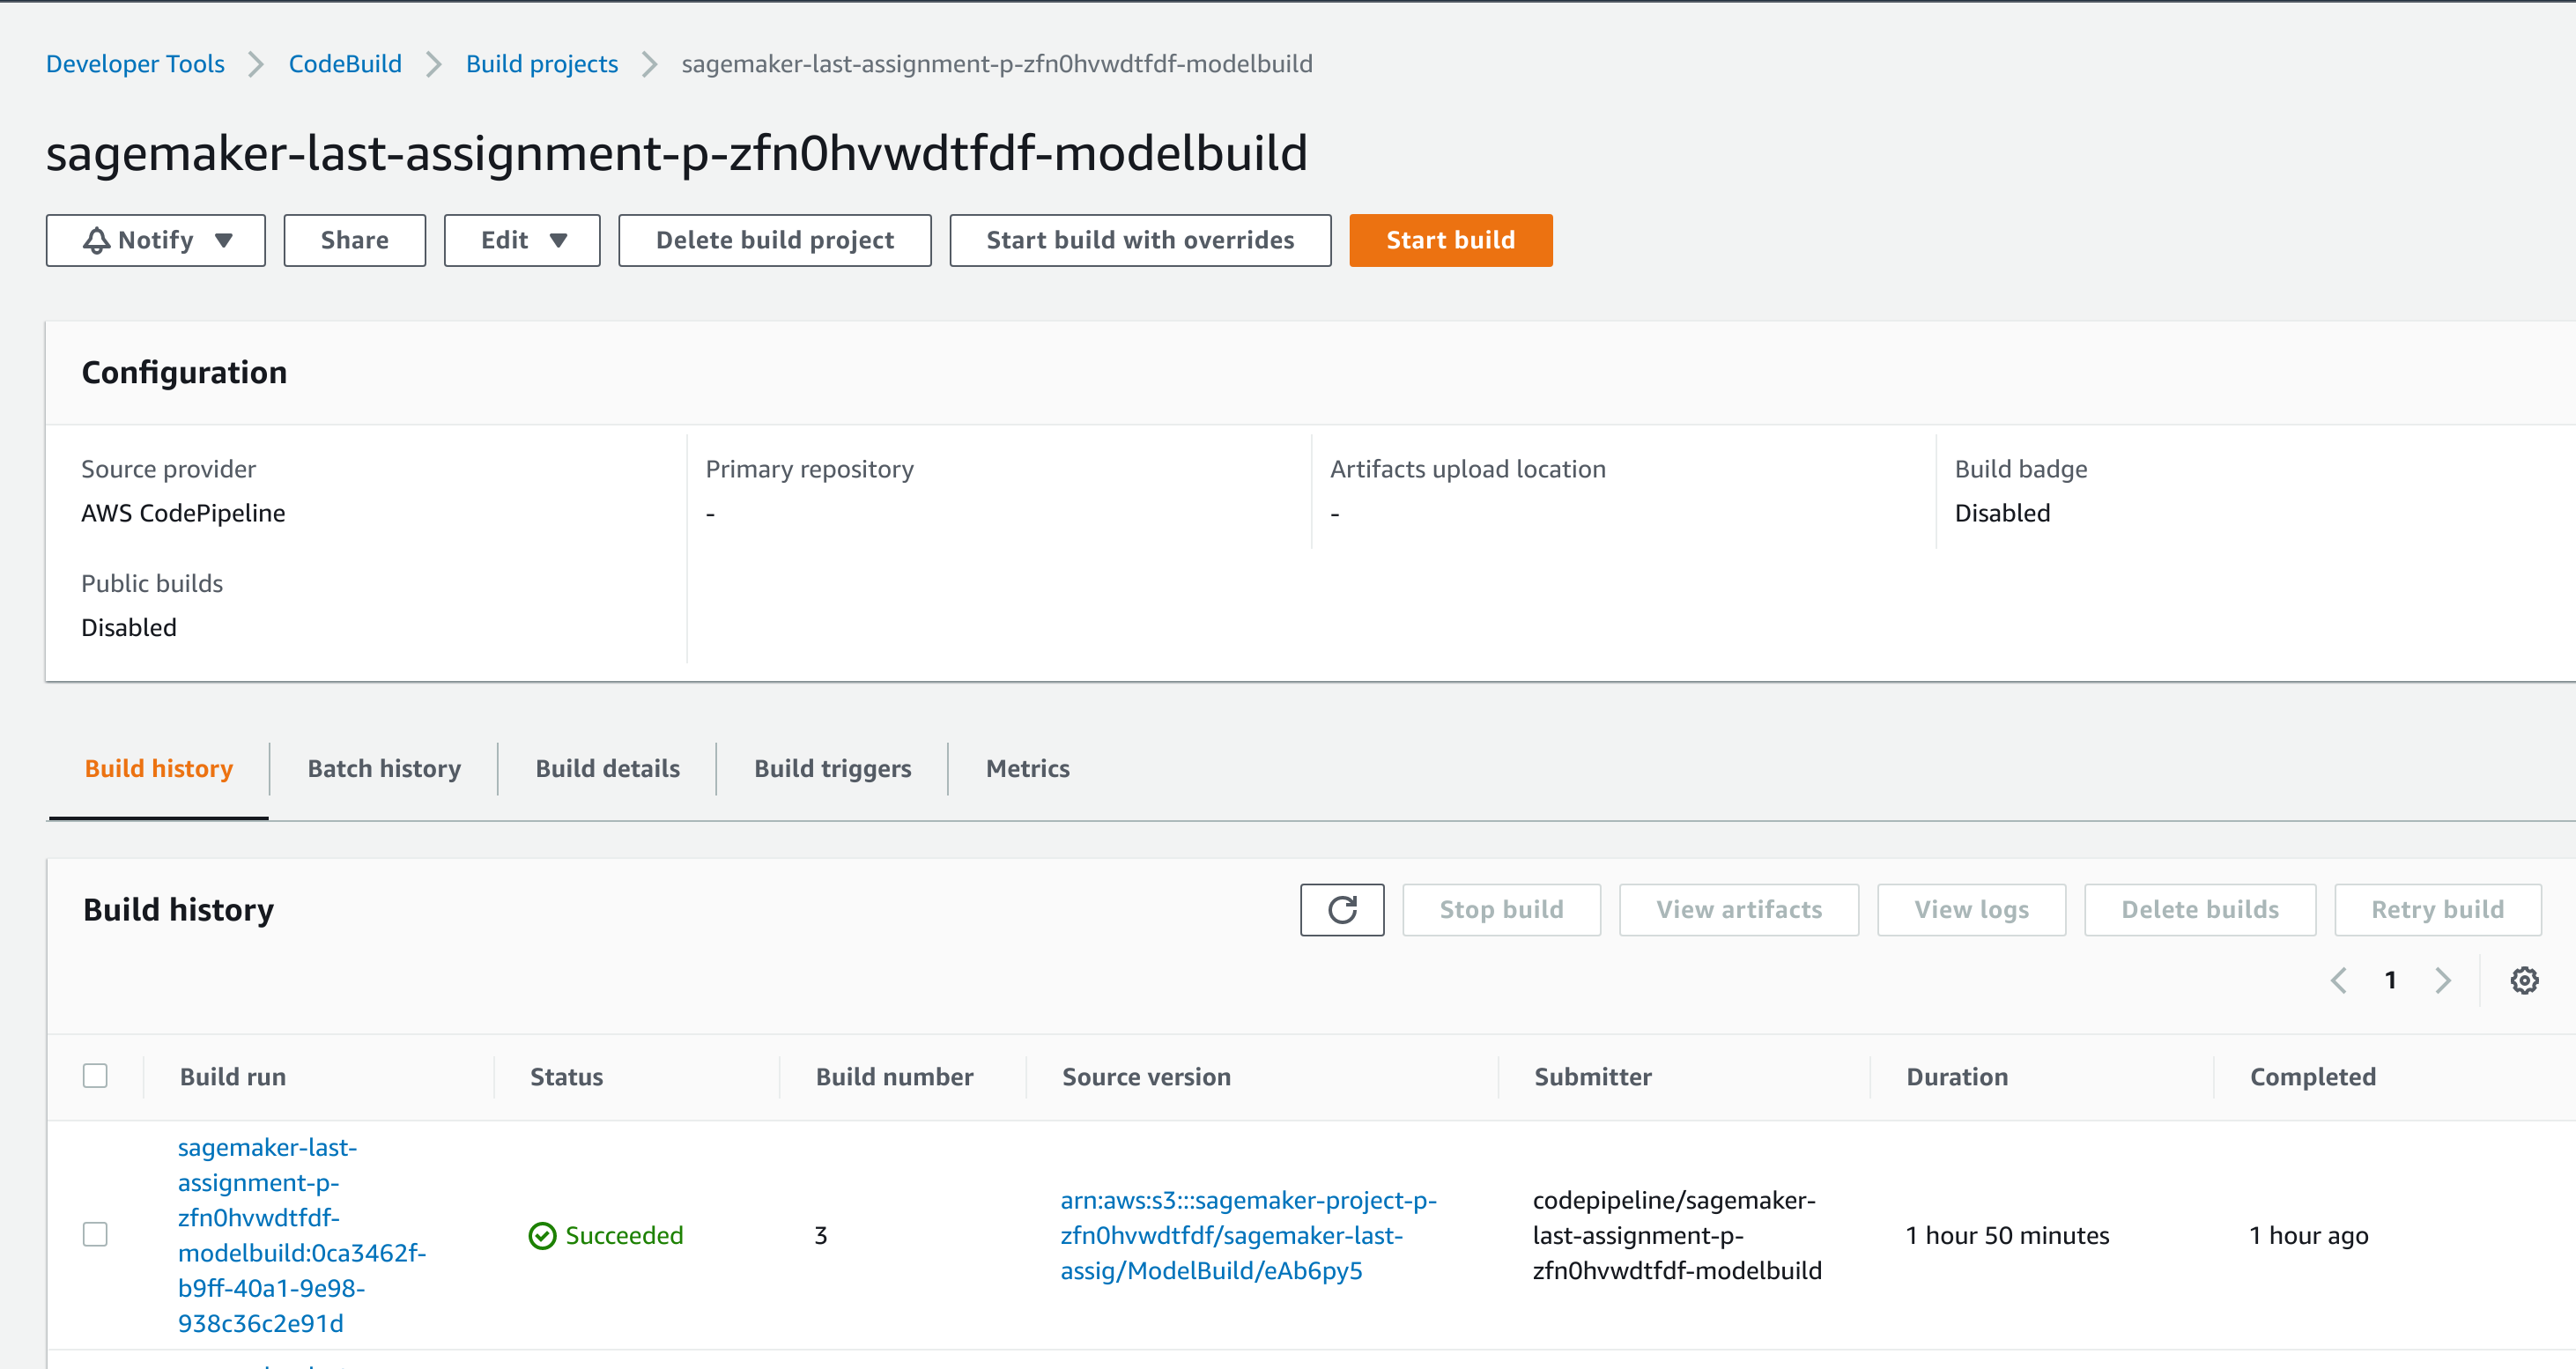 Developer Tools
CodeBuild
Build projects
sagemaker-last-assignment-p-zfn0hvwdtfdf-modelbuild
sagemaker-last-assignment-p-zfn0hvwdtfdf-modelbuild
Notify
Share
Edit
Delete build project
Start build with overrides
Start build
Configuration
Source provider
AWS CodePipeline
Primary repository
-
Artifacts upload location
-
Build badge
Disabled
Public builds
Disabled
Build history
Batch history
Build details
Build triggers
Metrics
Build history
Stop build
View artifacts
View logs
Delete builds
Retry build
1
Build run
Status
Build number
Source version
Submitter
Duration
Completed
sagemaker-last-
assignment-p-
zfn0hvwdtfdf-
modelbuild:0ca3462f-
b9ff-40a1-9e98-
938c36c2e91d
Succeeded
3
arn:aws:s3:::sagemaker-project-p-
zfn0hvwdtfdf/sagemaker-last-
assig/ModelBuild/eAb6py5
codepipeline/sagemaker-
last-assignment-p-
zfn0hvwdtfdf-modelbuild
1 hour 50 minutes
1 hour ago